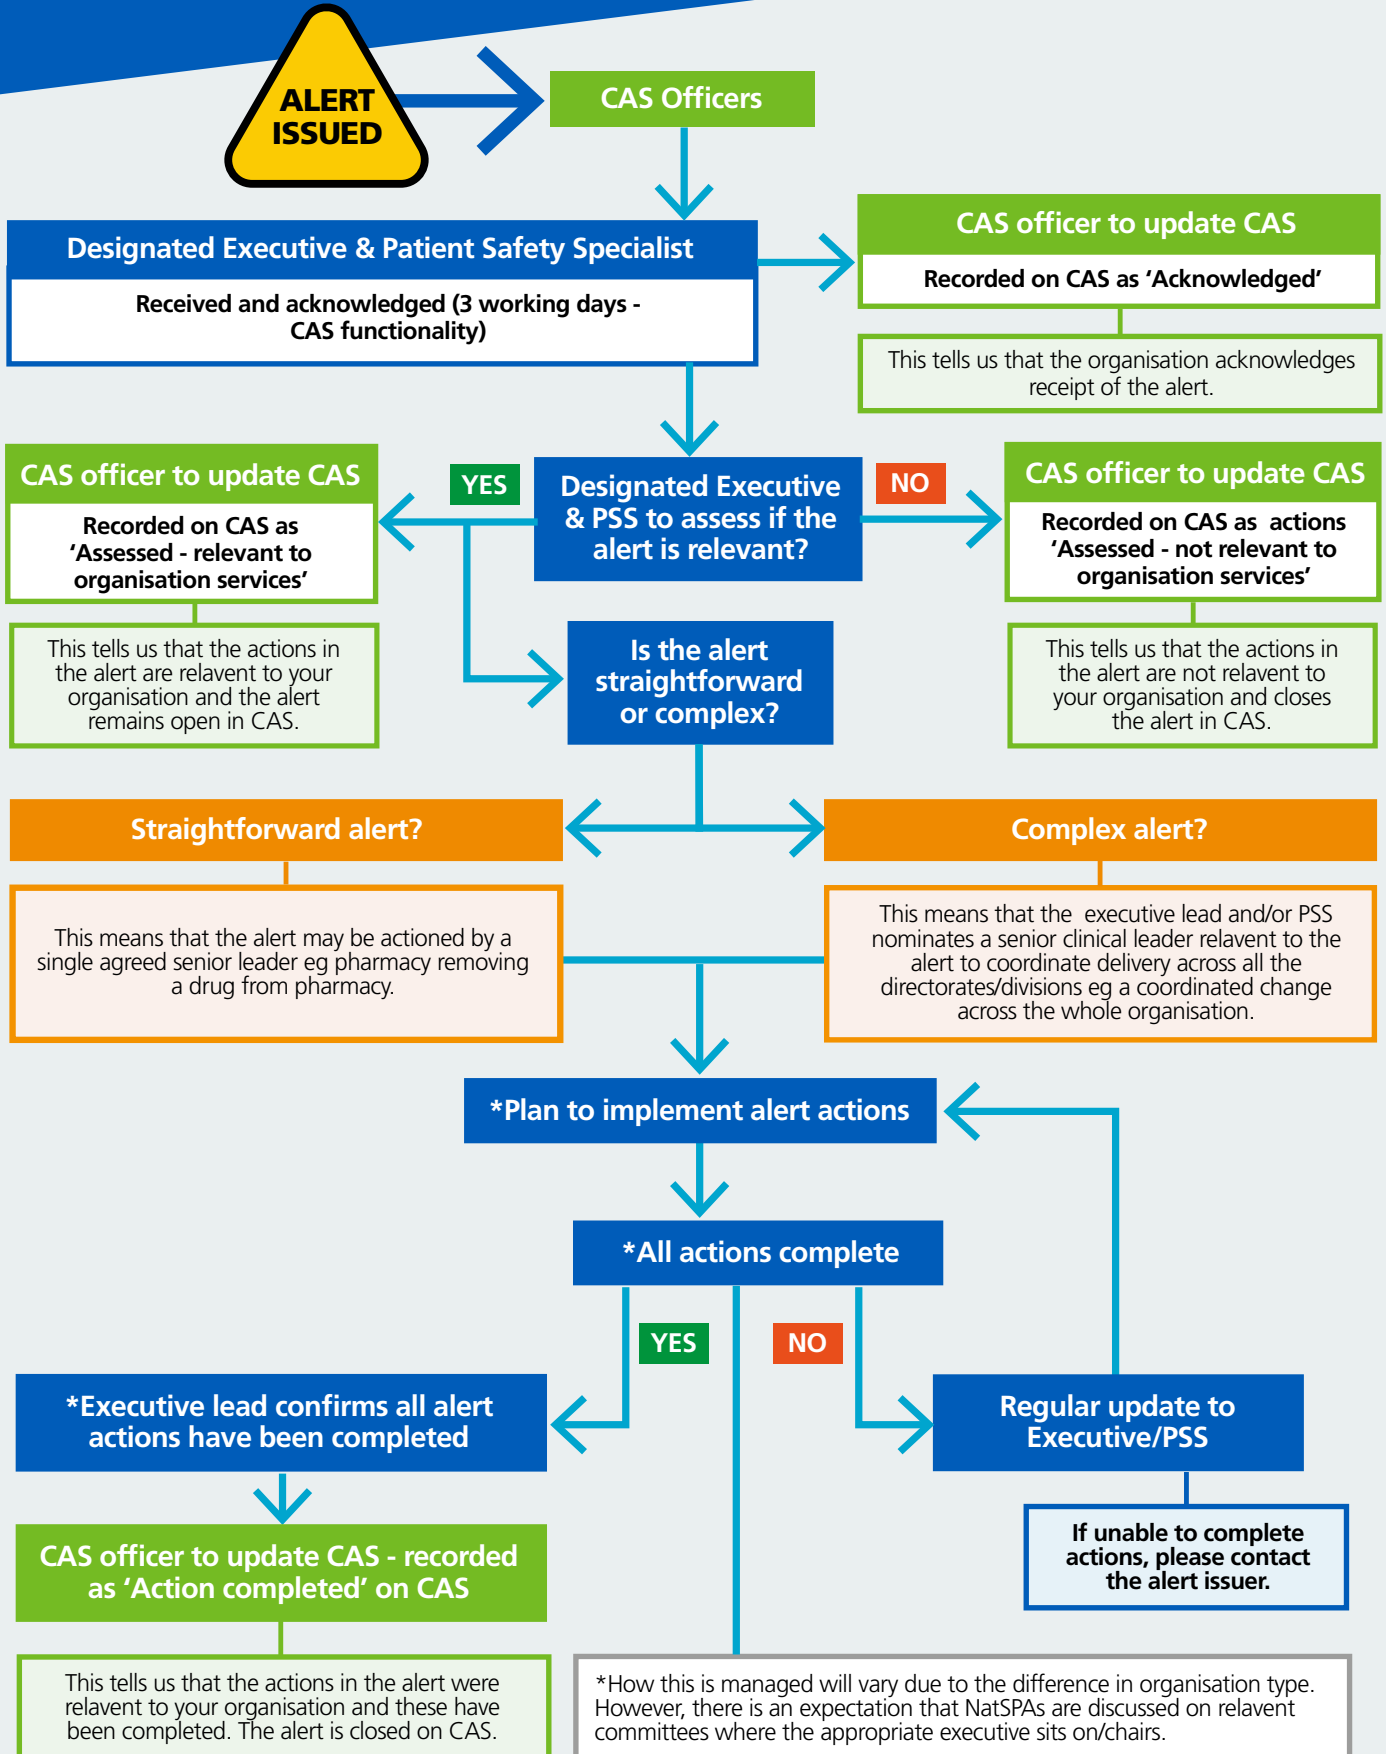 ALERT
ISSUED
CAS Officers
Designated Executive & Patient Safety Specialist
Received and acknowledged (3 working days -
CAS functionality)
CAS officer to update CAS
Recorded on CAS as ‘Acknowledged’
This tells us that the organisation acknowledges
receipt of the alert.
CAS officer to update CAS
Recorded on CAS as
‘Assessed - relevant to
organisation services’
This tells us that the actions in
the alert are relavent to your
organisation and the alert
remains open in CAS.
YES
Designated Executive
& PSS to assess if the
alert is relevant?
NO
CAS officer to update CAS
Recorded on CAS as  actions
‘Assessed - not relevant to
organisation services’
This tells us that the actions in
the alert are not relavent to
your organisation and closes
the alert in CAS.
Is the alert
straightforward
or complex?
Straightforward alert?
This means that the alert may be actioned by a
single agreed senior leader eg pharmacy removing
a drug from pharmacy.
Complex alert?
This means that the  executive lead and/or PSS
nominates a senior clinical leader relavent to the
alert to coordinate delivery across all the
directorates/divisions eg a coordinated change
across the whole organisation.
*Plan to implement alert actions
*All actions complete
YES
NO
*Executive lead confirms all alert
actions have been completed
Regular update to
Executive/PSS
If unable to complete
actions, please contact
the alert issuer.
CAS officer to update CAS - recorded
as ‘Action completed’ on CAS
This tells us that the actions in the alert were
relavent to your organisation and these have
been completed. The alert is closed on CAS.
*How this is managed will vary due to the difference in organisation type.
However, there is an expectation that NatSPAs are discussed on relavent
committees where the appropriate executive sits on/chairs.